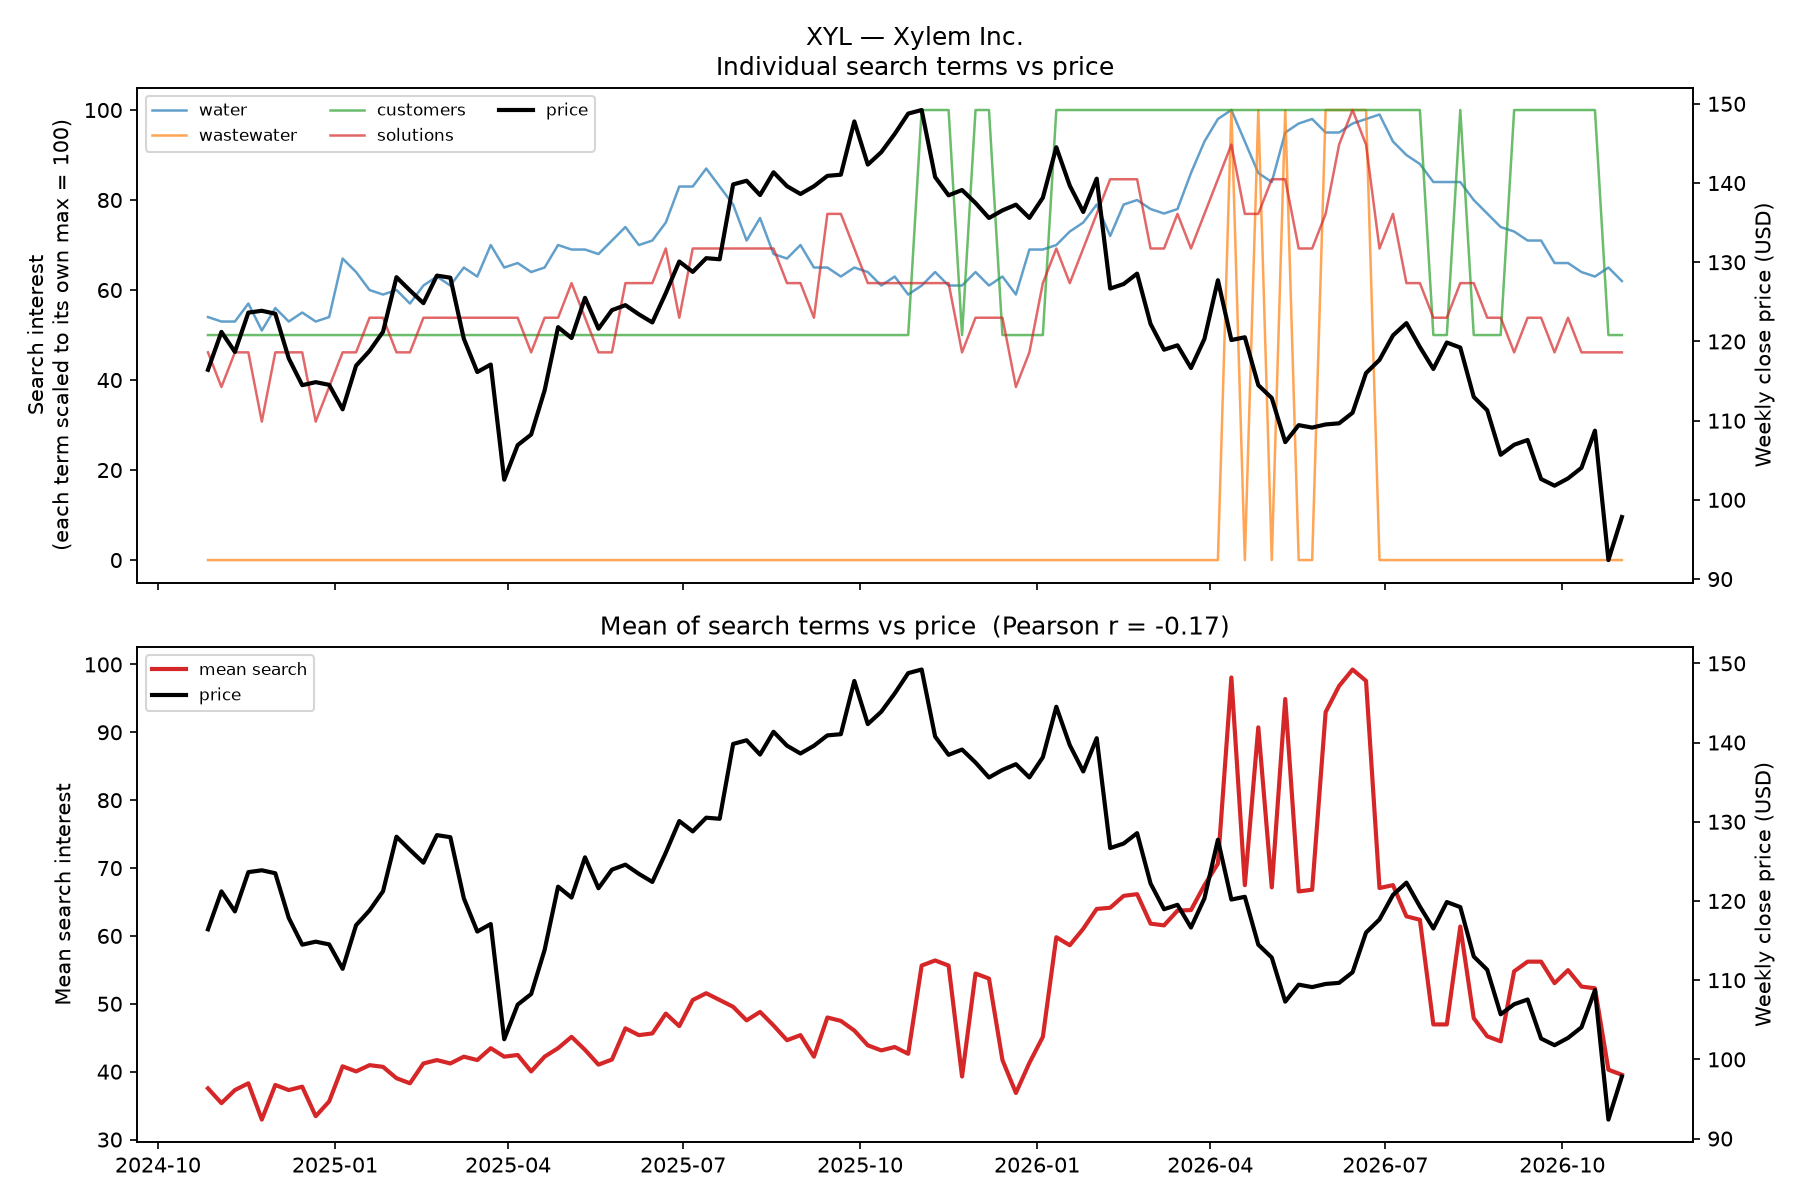 XYL — Xylem Inc.
Individual search terms vs price
water
wastewater
customers
solutions
price
100
80
60
40
20
0
Search interest
(each term scaled to its own max = 100)
150
140
130
120
110
100
90
Weekly close price (USD)
Mean of search terms vs price (Pearson r = -0.17)
mean search
price
100
90
80
70
60
50
40
30
Mean search interest
150
140
130
120
110
100
90
Weekly close price (USD)
2024-10
2025-01
2025-04
2025-07
2025-10
2026-01
2026-04
2026-07
2026-10